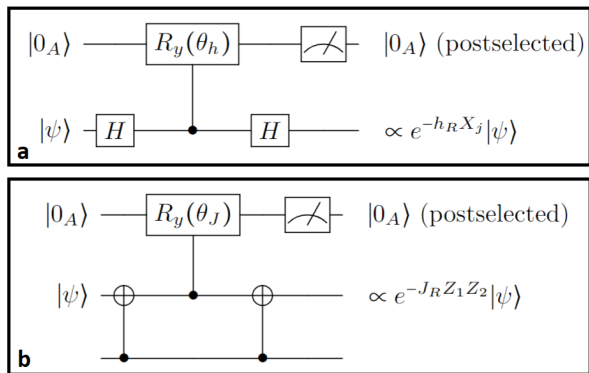 |0_A⟩ R_y(θ_h) |0_A⟩ (postselected)
|ψ⟩ H H ∝ e^{-h_R X_j}|ψ⟩
a
|0_A⟩ R_y(θ_J) |0_A⟩ (postselected)
|ψ⟩ ∝ e^{-J_R Z_1 Z_2}|ψ⟩
b